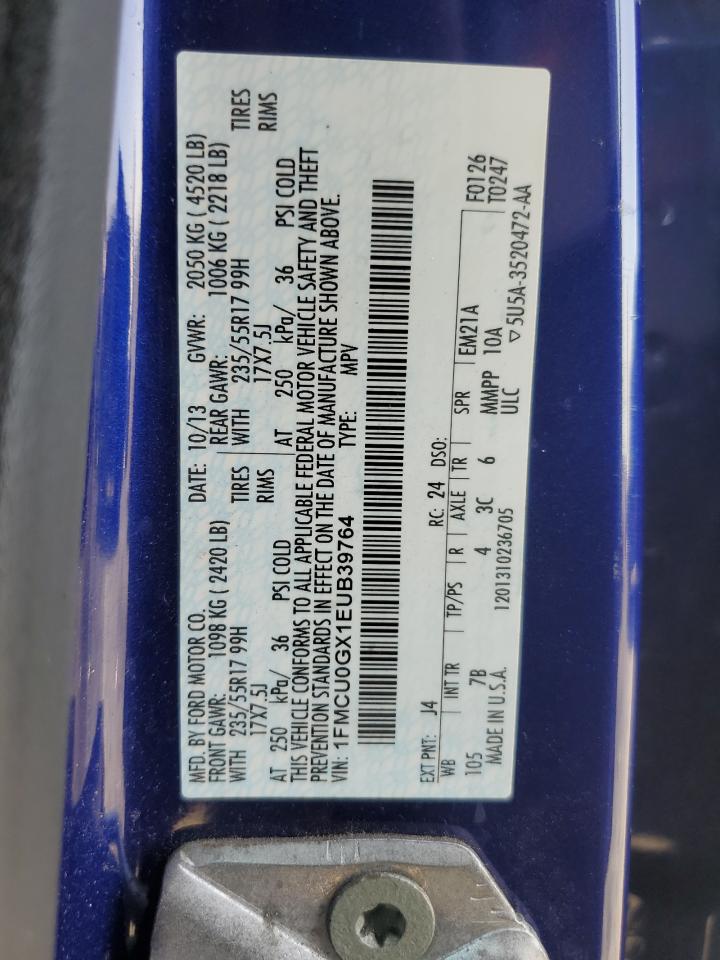 MFD. BY FORD MOTOR CO. DATE: 10/13 GVWR: 2050 KG ( 4520 LB)
FRONT GAWR: 1098 KG ( 2420 LB) REAR GAWR: 1006 KG ( 2218 LB)
WITH 235/55R17 99H TIRES WITH 235/55R17 99H TIRES
17X7.5J RIMS 17X7.5J RIMS
AT 250 kPa/ 36 PSI COLD AT 250 kPa/ 36 PSI COLD
THIS VEHICLE CONFORMS TO ALL APPLICABLE FEDERAL MOTOR VEHICLE SAFETY AND THEFT
PREVENTION STANDARDS IN EFFECT ON THE DATE OF MANUFACTURE SHOWN ABOVE.
VIN: 1FMCU0GX1EUB39764 TYPE: MPV
EXT PNT: J4 RC: 24 DSO: F0126
WB INT TR TP/PS R AXLE TR SPR EM21A T0247
105 7B 4 3C 6 MMPP 10A
MADE IN U.S.A. 1201310236705 ULC ▽5U5A-3520472-AA